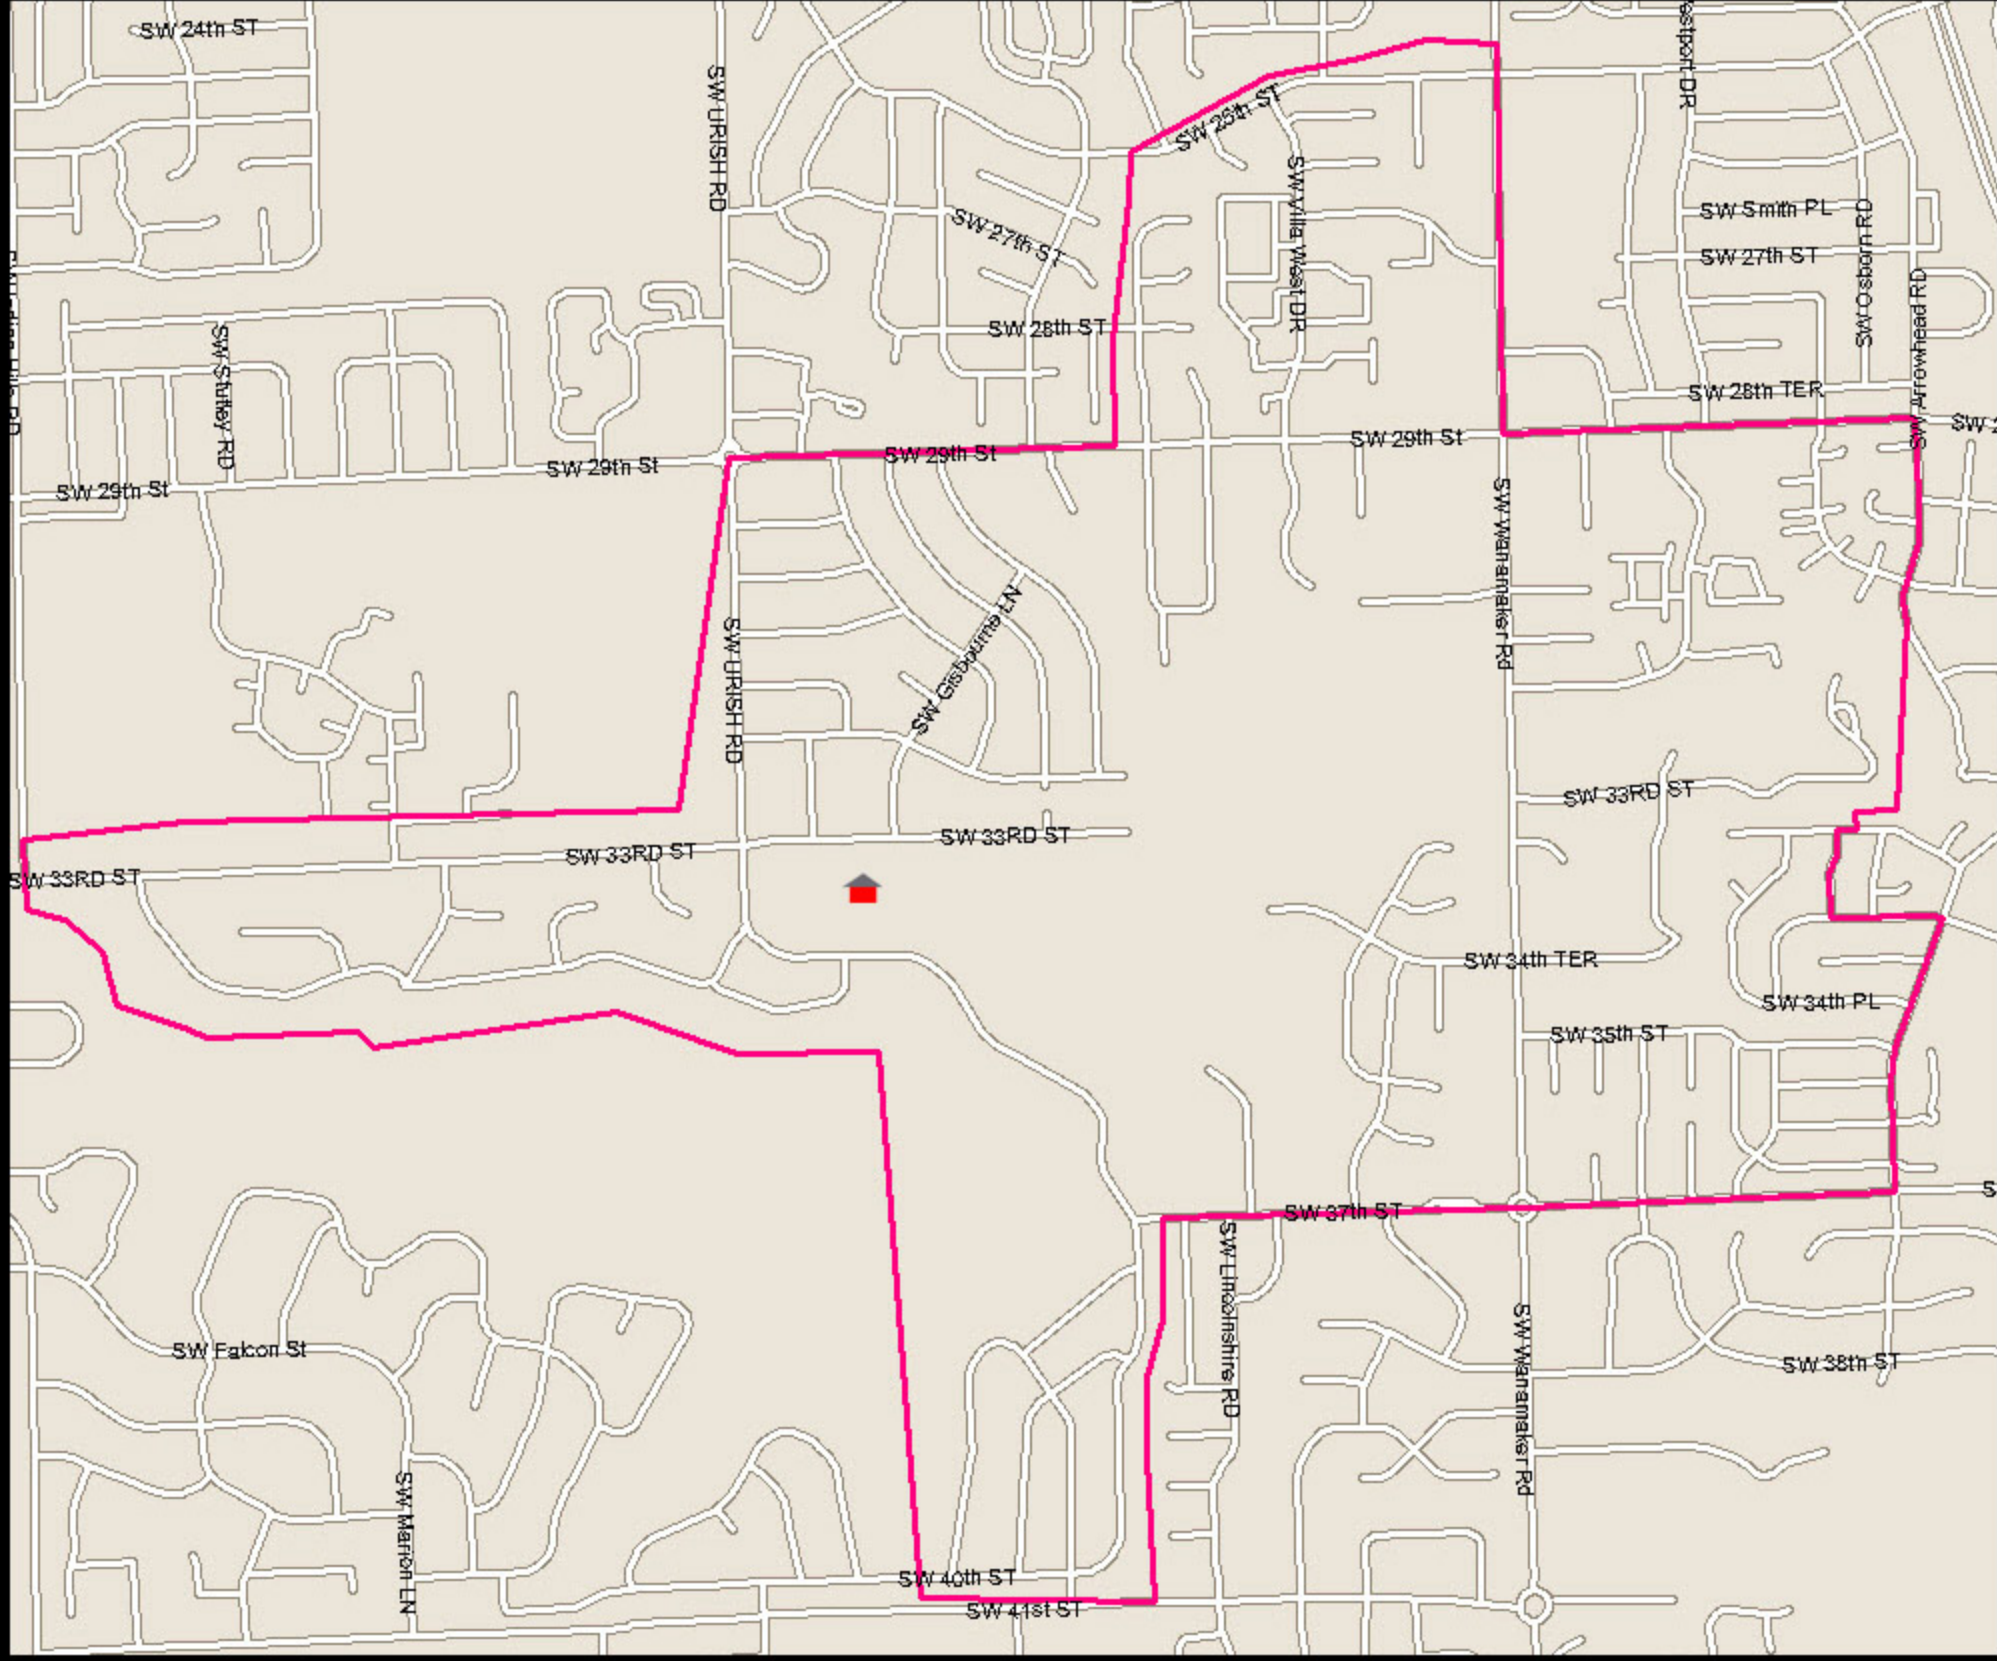 SW 24th ST
SW URISH RD
SW 25th ST
SW Villa West DR
SW Smith PL
SW 27th ST
SW 27th ST
SW Osbourn RD
SW Arrowhead RD
SW 28th ST
SW Stutley RD
SW 28th TER
SW 29th St
SW 29th St
SW 29th St
SW 29th St
SW Wanamaker Rd
SW Gisbourne LN
SW URISH RD
SW 33RD ST
SW 33RD ST
SW 33RD ST
SW 33RD ST
SW 34th TER
SW 34th PL
SW 35th ST
SW 37th ST
SW Lincolnshire RD
SW Wanamaker Rd
SW Falcon St
SW 38th ST
SW Marion LN
SW 40th ST
SW 41st ST